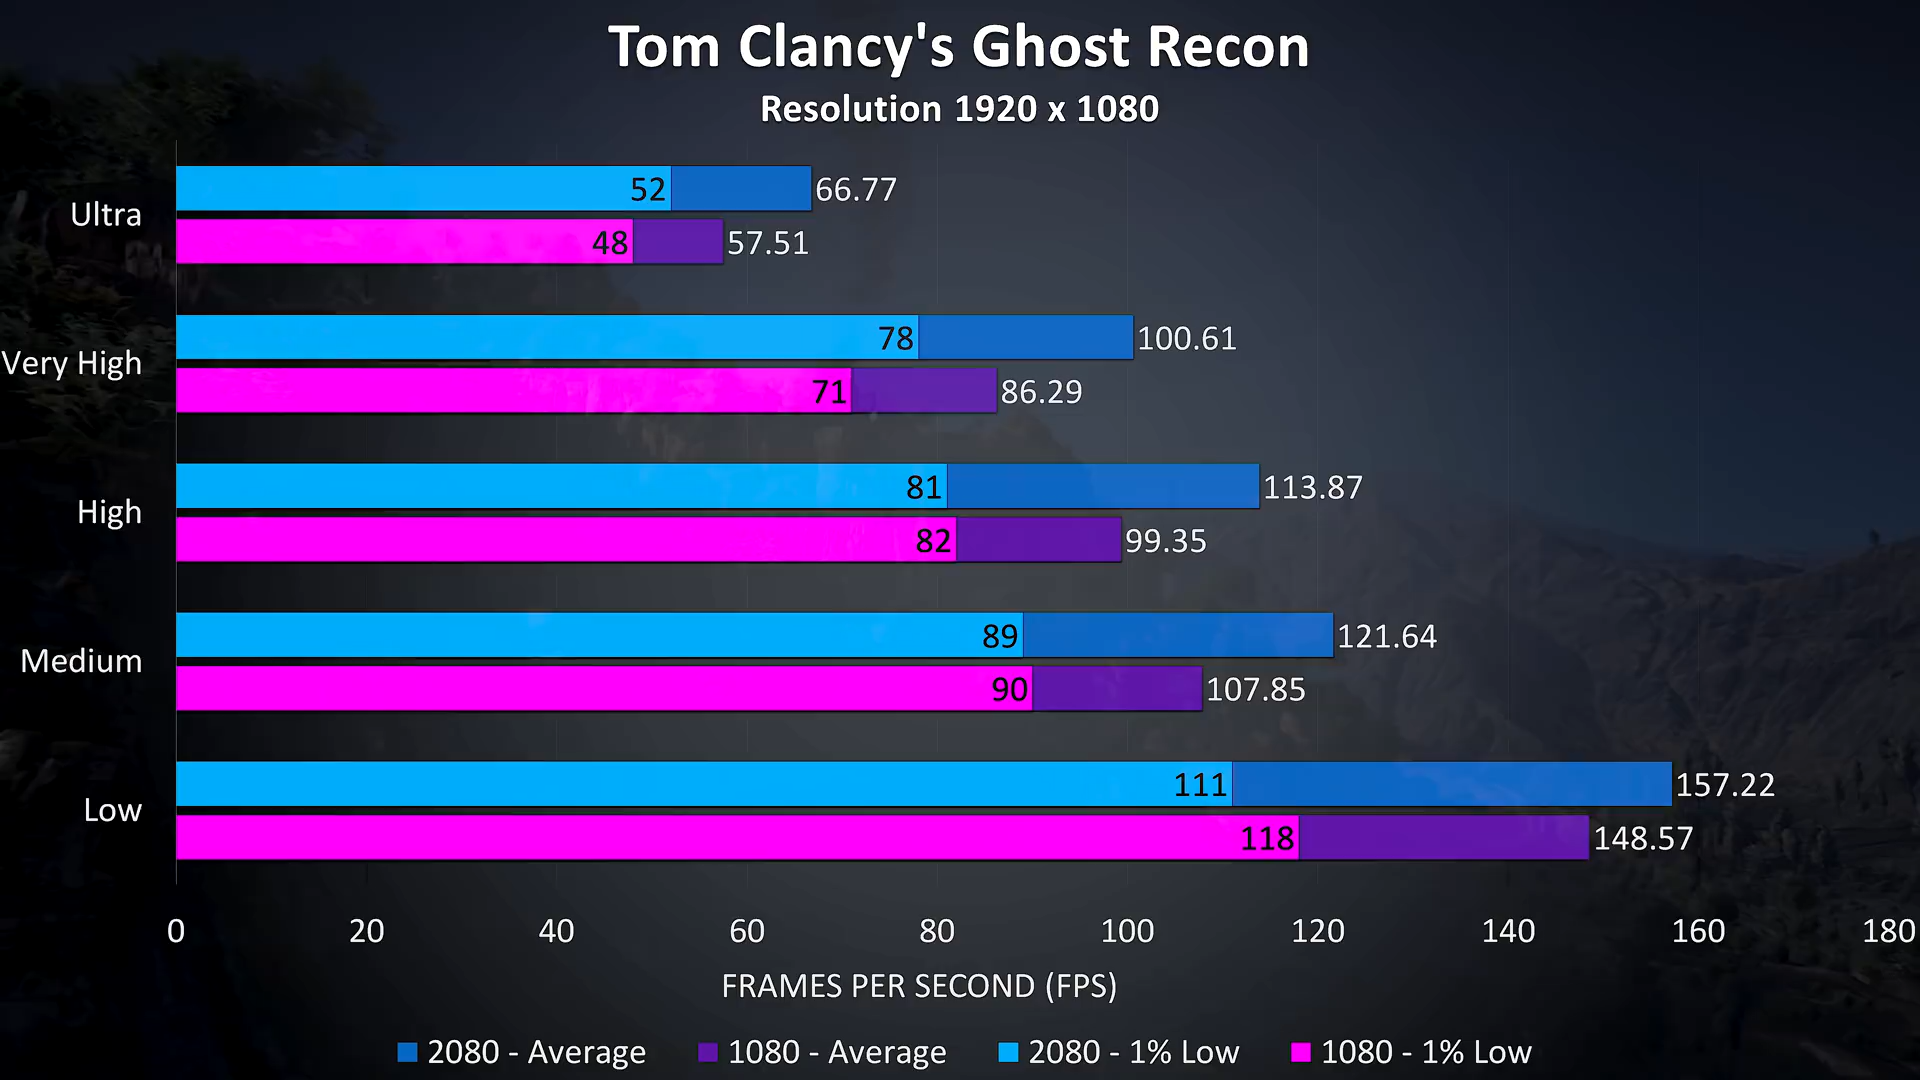 Tom Clancy's Ghost Recon
Resolution 1920 x 1080
Ultra
52 66.77
48 57.51
Very High
78 100.61
71 86.29
High
81 113.87
82 99.35
Medium
89 121.64
90 107.85
Low
111 157.22
118 148.57
0 20 40 60 80 100 120 140 160 180
FRAMES PER SECOND (FPS)
2080 - Average 1080 - Average 2080 - 1% Low 1080 - 1% Low